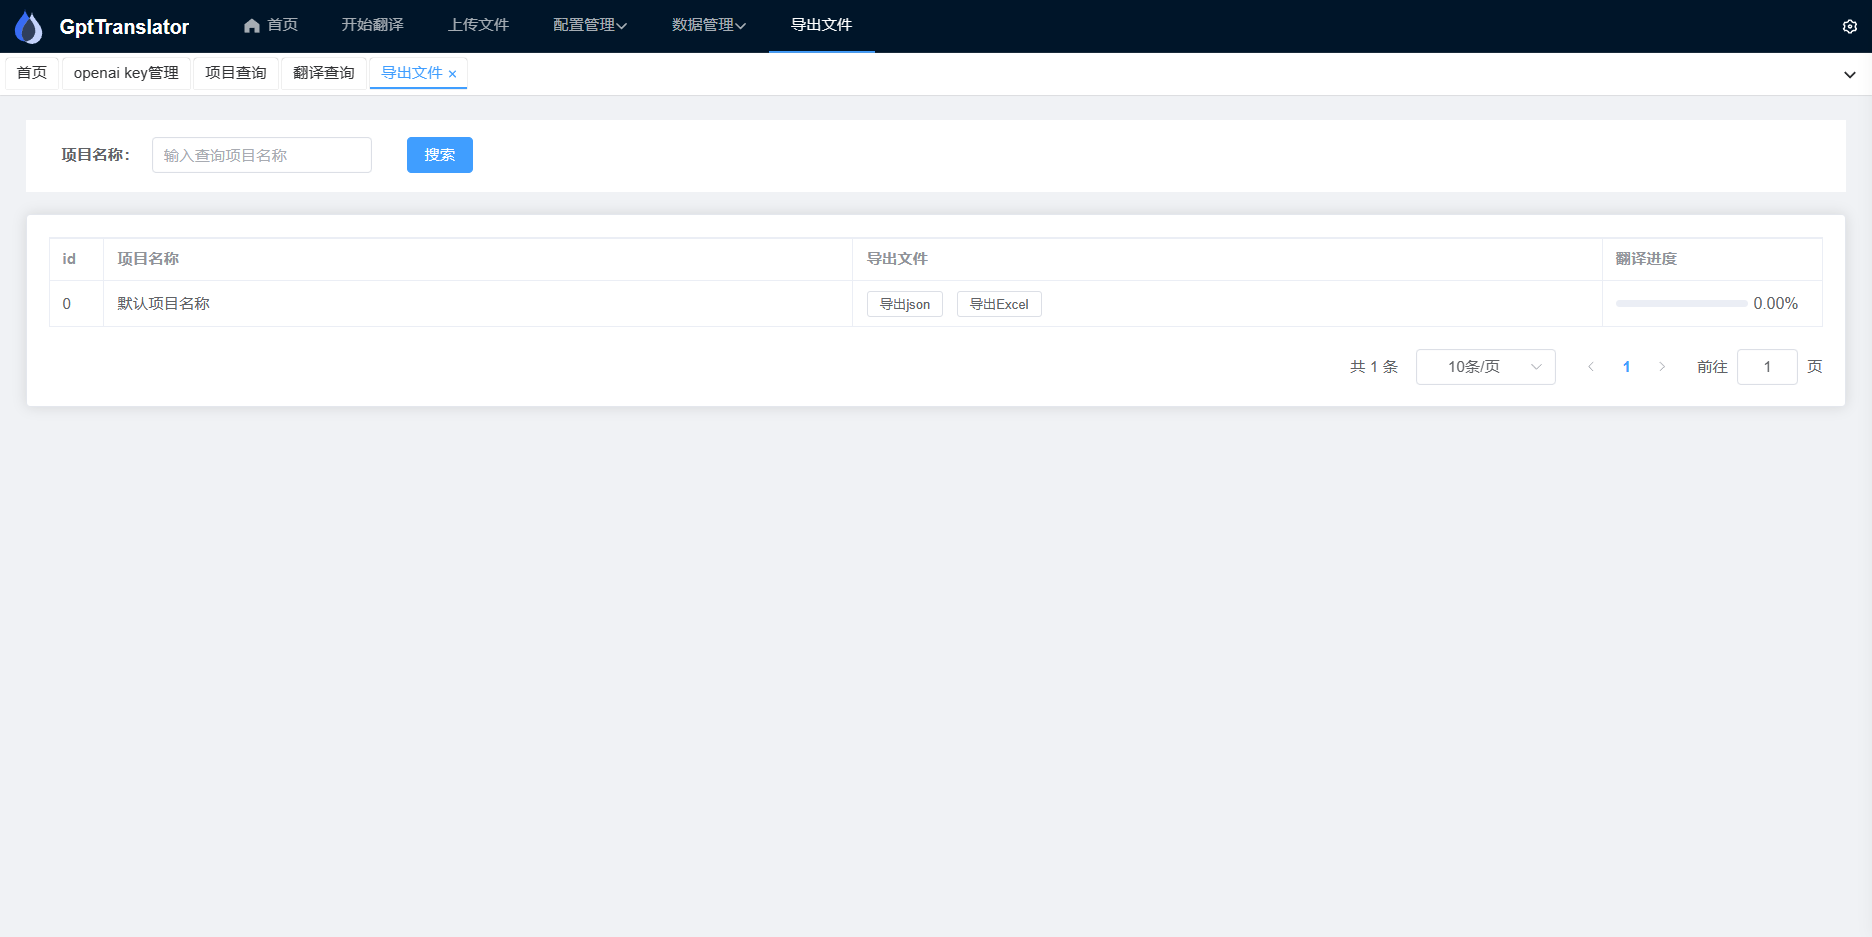 GptTranslator 首页 开始翻译 上传文件 配置管理 数据管理 导出文件
首页 openai key管理 项目查询 翻译查询 导出文件 ×
项目名称： 输入查询项目名称 搜索
id 项目名称 导出文件 翻译进度
0 默认项目名称 导出json 导出Excel 0.00%
共 1 条 10条/页 1 前往 1 页